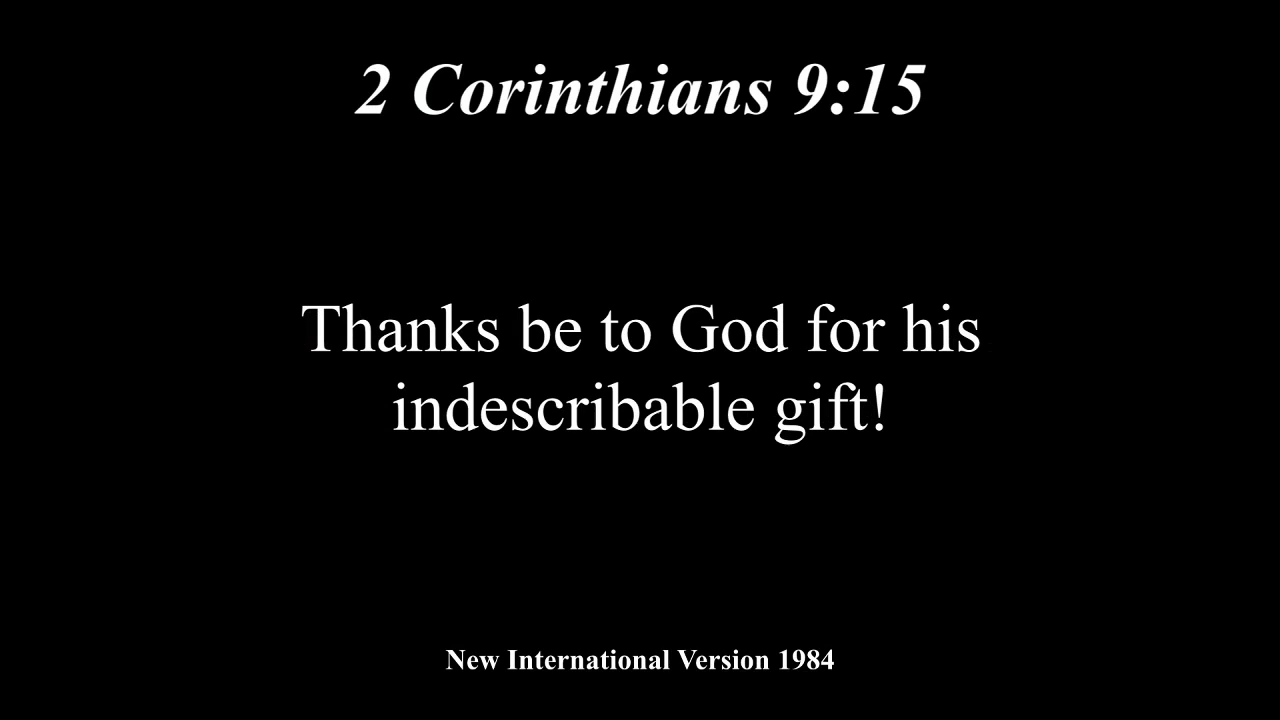 2 Corinthians 9:15
Thanks be to God for his
indescribable gift!
New International Version 1984